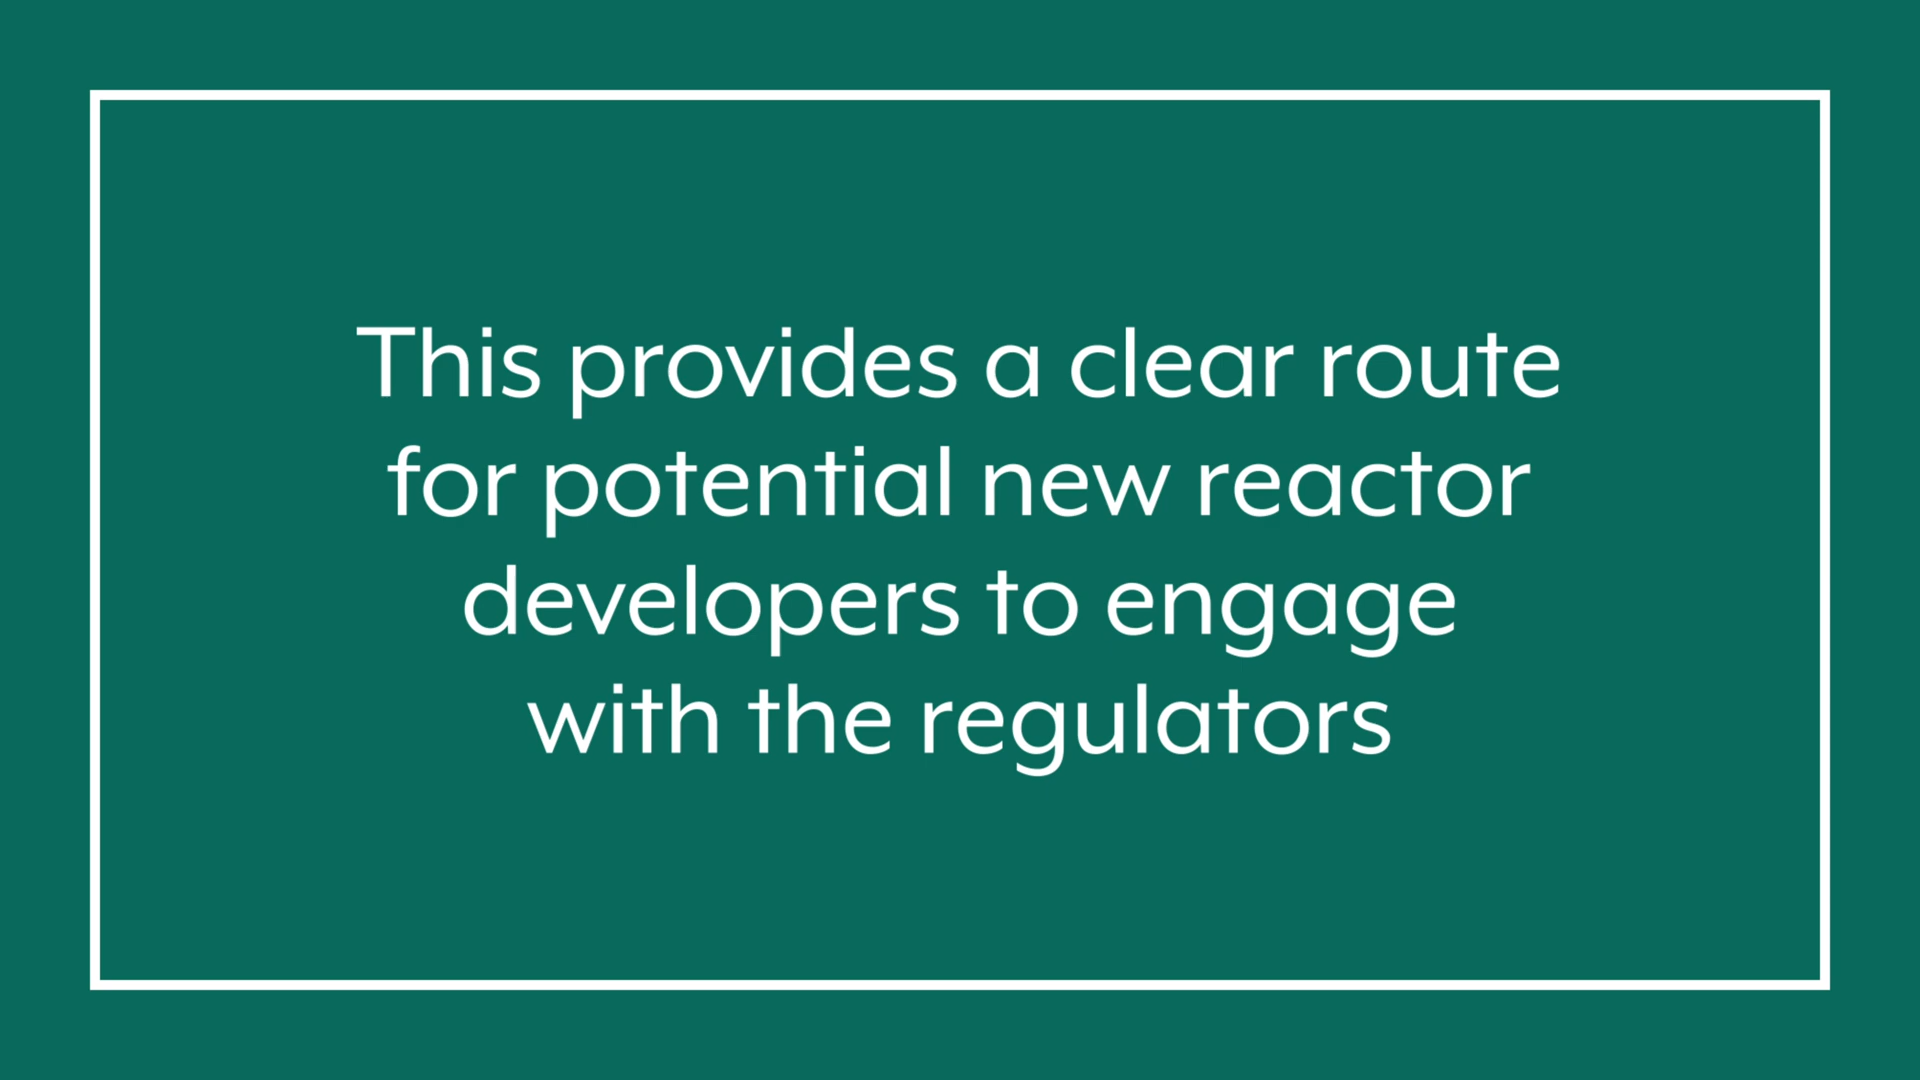 This provides a clear route
for potential new reactor
developers to engage
with the regulators